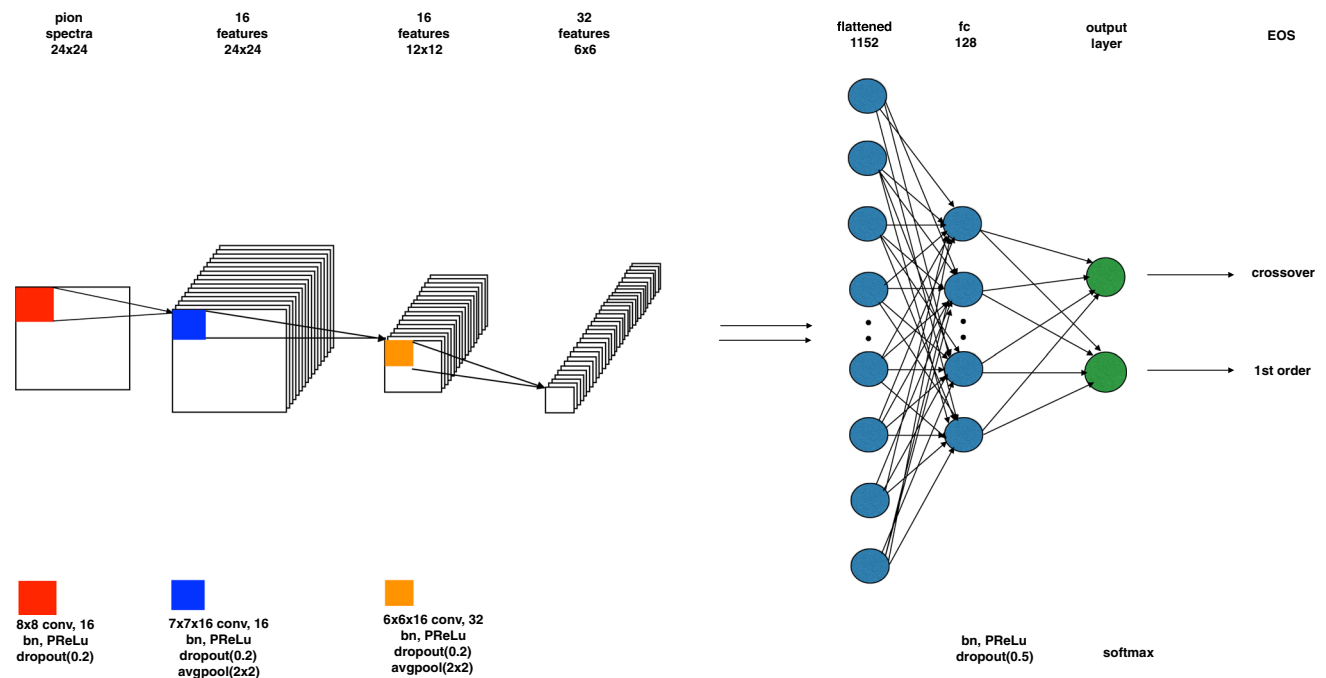 pion
spectra
24x24
16
features
24x24
16
features
12x12
32
features
6x6
flattened
1152
fc
128
output
layer
EOS
crossover
1st order
8x8 conv, 16
bn, PReLu
dropout(0.2)
7x7x16 conv, 16
bn, PReLu
dropout(0.2)
avgpool(2x2)
6x6x16 conv, 32
bn, PReLu
dropout(0.2)
avgpool(2x2)
bn, PReLu
dropout(0.5)
softmax